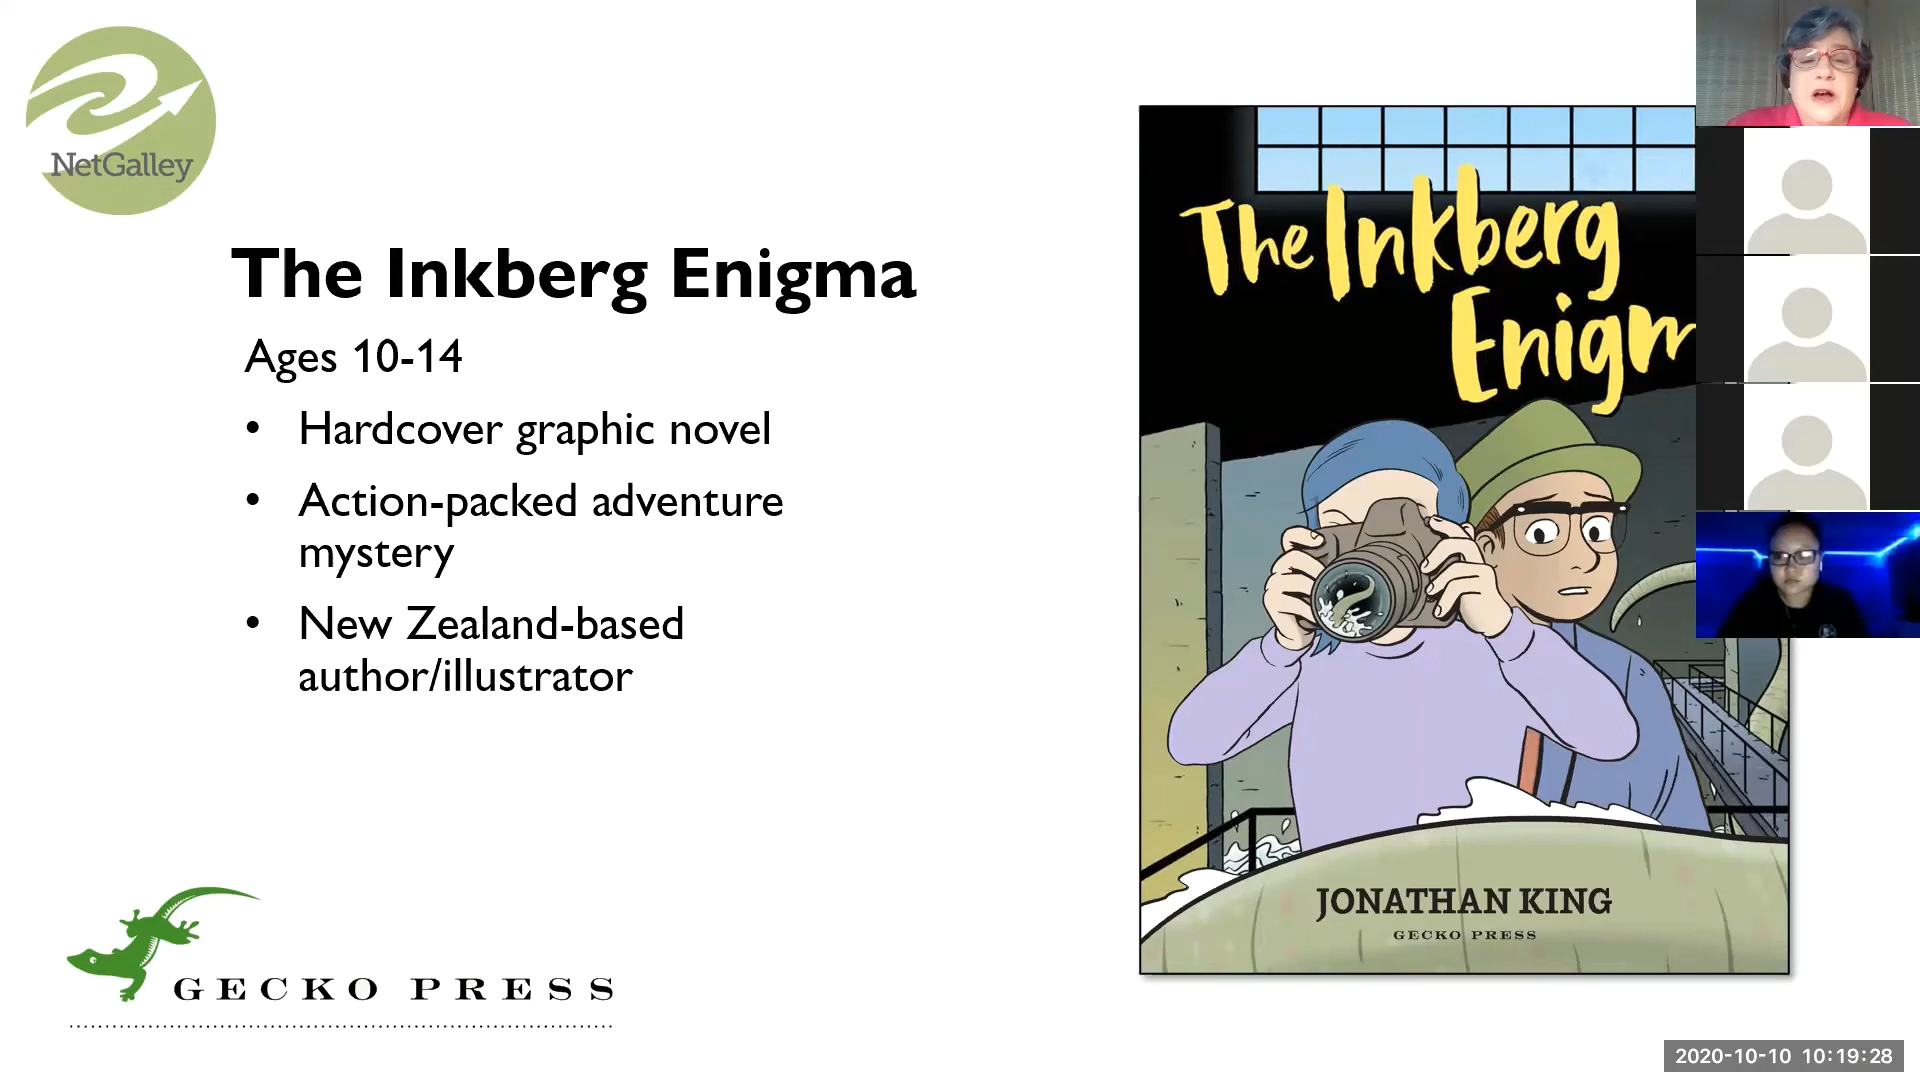 NetGalley
The Inkberg Enigma
Ages 10-14
• Hardcover graphic novel
• Action-packed adventure
mystery
• New Zealand-based
author/illustrator
GECKO PRESS
The Inkberg
Enigm
JONATHAN KING
GECKO PRESS
2020-10-10 10:19:28